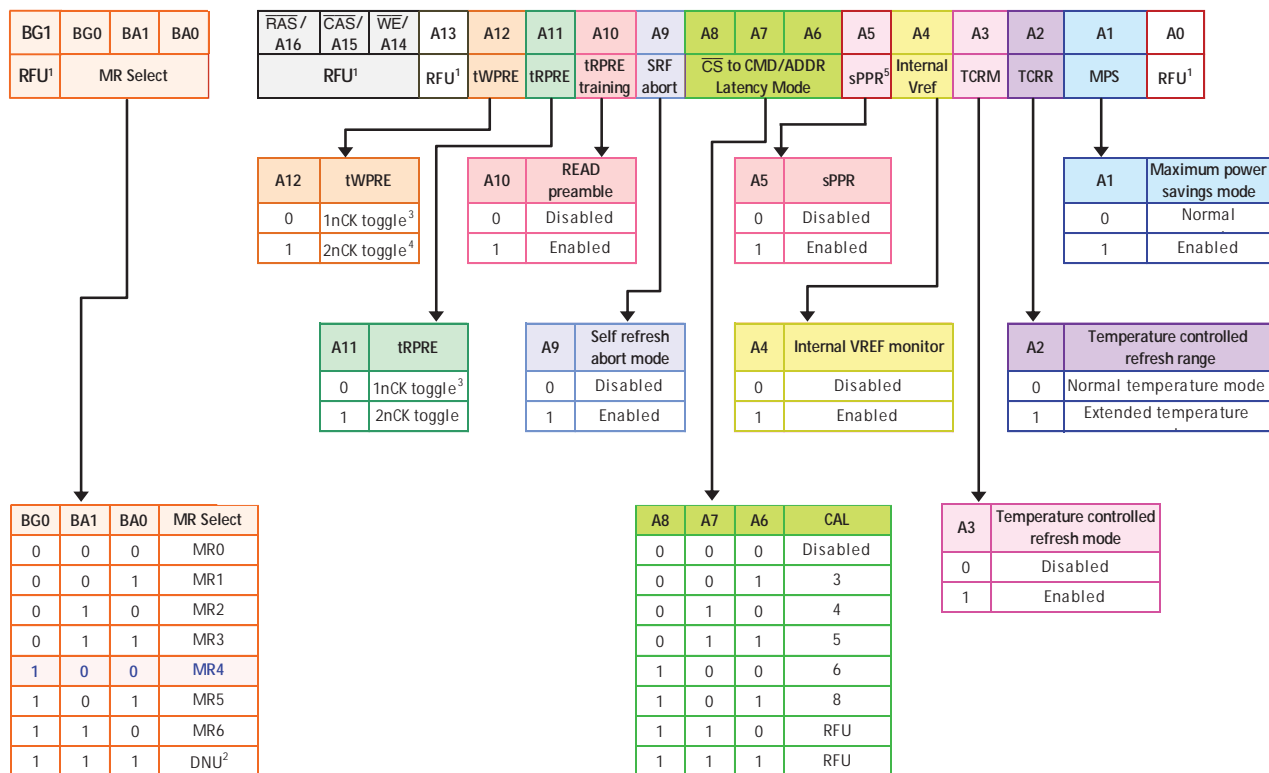 BG1 BG0 BA1 BA0
RFU1 MR Select
RAS/ A16 CAS/ A15 WE/ A14 A13 A12 A11 A10 A9 A8 A7 A6 A5 A4 A3 A2 A1 A0
RFU1 RFU1 tWPRE tRPRE tRPRE training SRF abort CS to CMD/ADDR Latency Mode sPPR5 Internal Vref TCRM TCRR MPS RFU1
A12 tWPRE
0 1nCK toggle3
1 2nCK toggle4
A10 READ preamble
0 Disabled
1 Enabled
A5 sPPR
0 Disabled
1 Enabled
A1 Maximum power savings mode
0 Normal
1 Enabled
A11 tRPRE
0 1nCK toggle3
1 2nCK toggle
A9 Self refresh abort mode
0 Disabled
1 Enabled
A4 Internal VREF monitor
0 Disabled
1 Enabled
A2 Temperature controlled refresh range
0 Normal temperature mode
1 Extended temperature
BG0 BA1 BA0 MR Select
0 0 0 MR0
0 0 1 MR1
0 1 0 MR2
0 1 1 MR3
1 0 0 MR4
1 0 1 MR5
1 1 0 MR6
1 1 1 DNU2
A8 A7 A6 CAL
0 0 0 Disabled
0 0 1 3
0 1 0 4
0 1 1 5
1 0 0 6
1 0 1 8
1 1 0 RFU
1 1 1 RFU
A3 Temperature controlled refresh mode
0 Disabled
1 Enabled